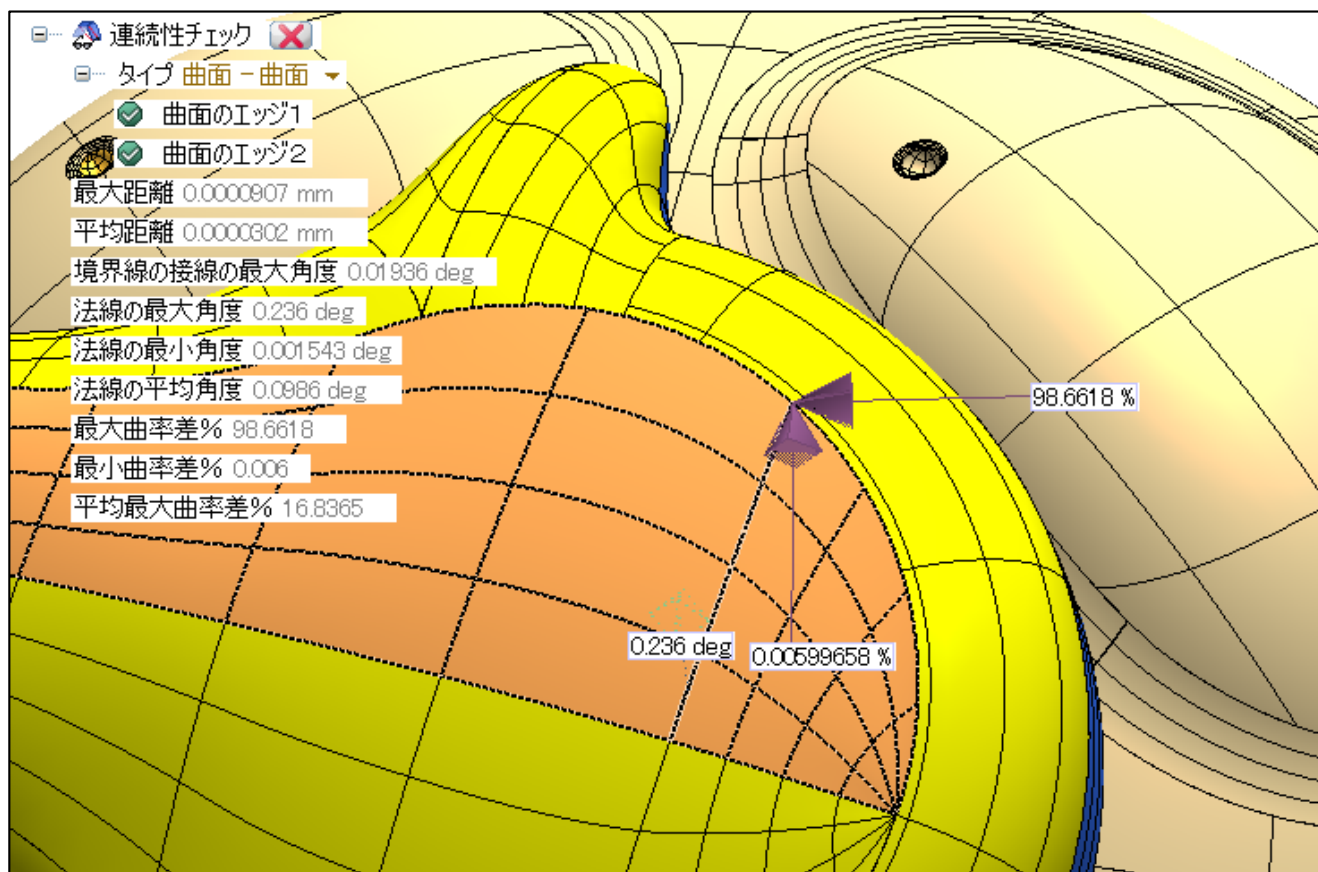 連続性チェック
タイプ 曲面 - 曲面
曲面のエッジ1
曲面のエッジ2
最大距離 0.0000907 mm
平均距離 0.0000302 mm
境界線の接線の最大角度 0.01936 deg
法線の最大角度 0.236 deg
法線の最小角度 0.001543 deg
法線の平均角度 0.0986 deg
最大曲率差% 98.6618
最小曲率差% 0.006
平均最大曲率差% 16.8365
98.6618 %
0.236 deg
0.00599658 %